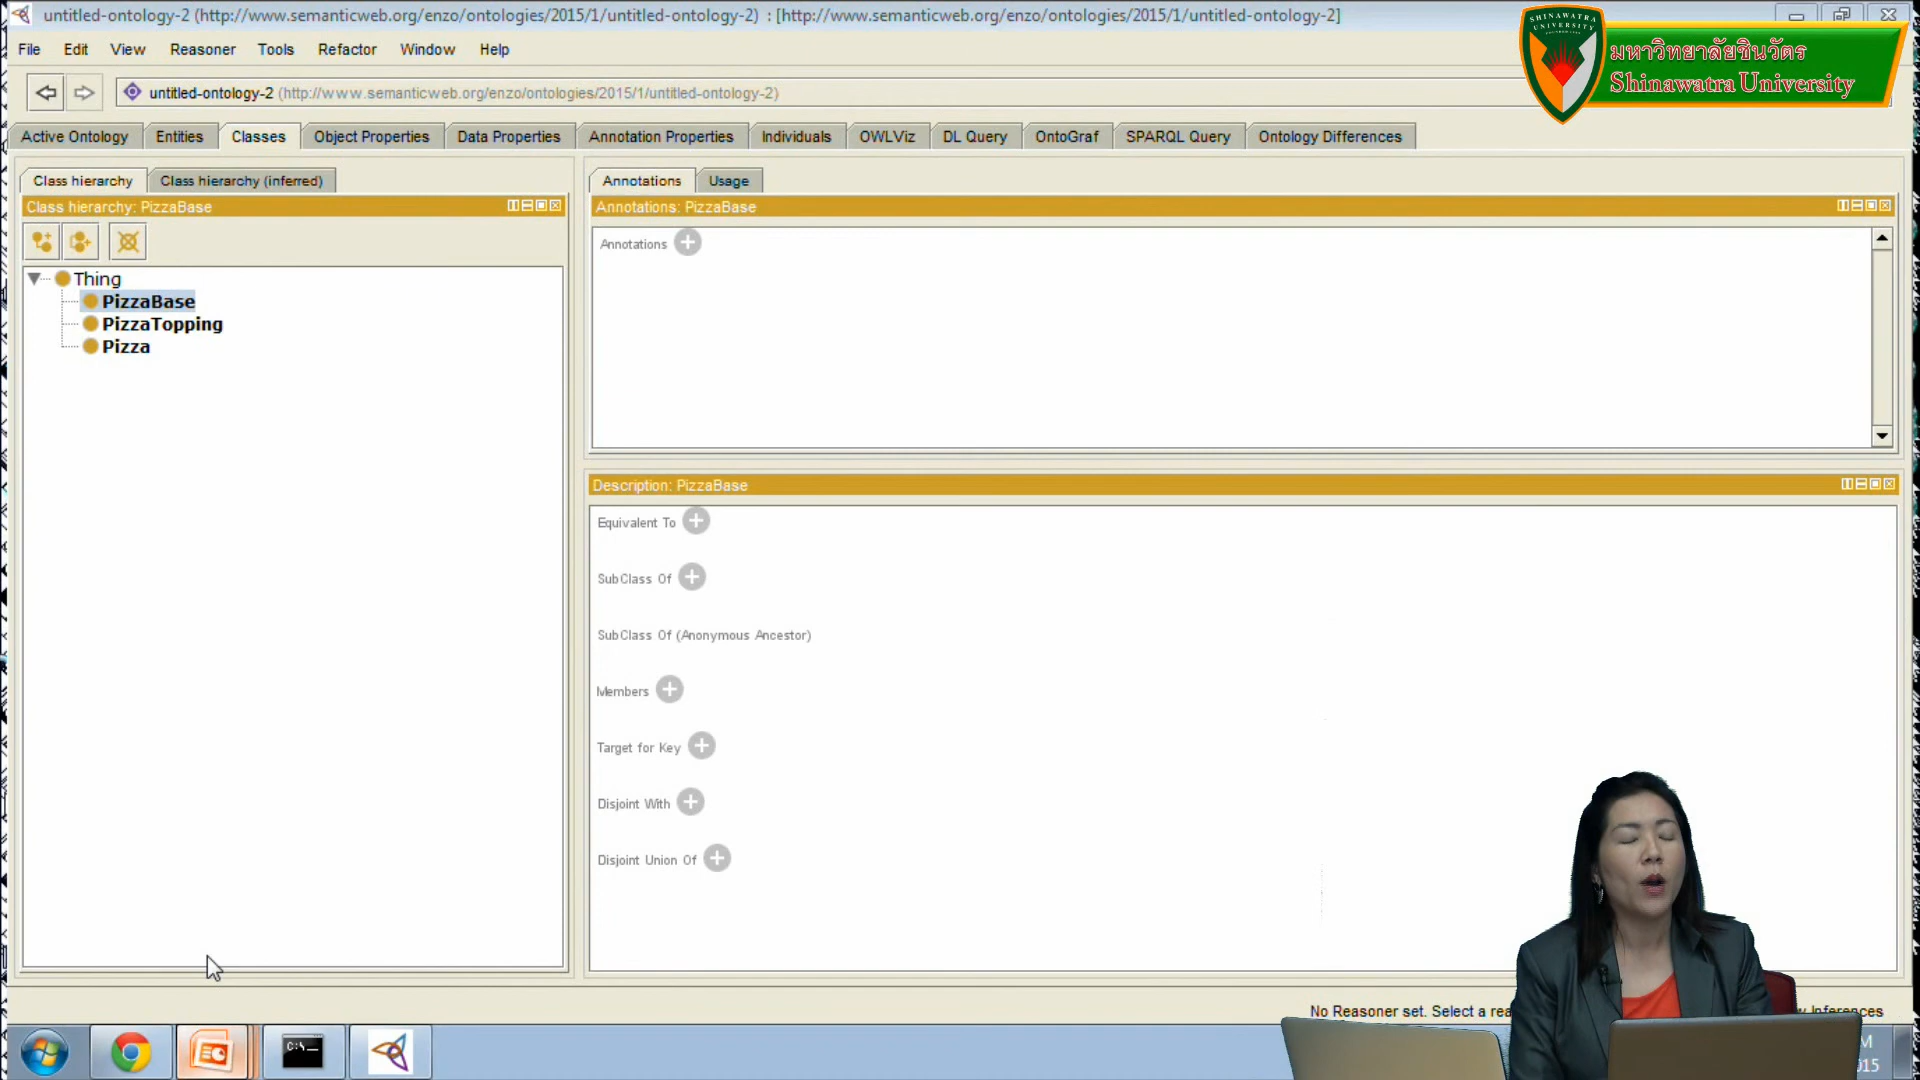 untitled-ontology-2 (http://www.semanticweb.org/enzo/ontologies/2015/1/untitled-ontology-2) : [http://www.semanticweb.org/enzo/ontologies/2015/1/untitled-ontology-2]
SHINAWATRA
UNIVERSITY
มหาวิทยาลัยชินวัตร
Shinawatra University
File Edit View Reasoner Tools Refactor Window Help
untitled-ontology-2 (http://www.semanticweb.org/enzo/ontologies/2015/1/untitled-ontology-2)
Active Ontology Entities Classes Object Properties Data Properties Annotation Properties Individuals OWLViz DL Query OntoGraf SPARQL Query Ontology Differences
Class hierarchy Class hierarchy (inferred)
Class hierarchy: PizzaBase
Thing
PizzaBase
PizzaTopping
Pizza
Annotations Usage
Annotations: PizzaBase
Annotations
Description: PizzaBase
Equivalent To
SubClass Of
SubClass Of (Anonymous Ancestor)
Members
Target for Key
Disjoint With
Disjoint Union Of
No Reasoner set. Select a rea
Inferences
C:\
M
015